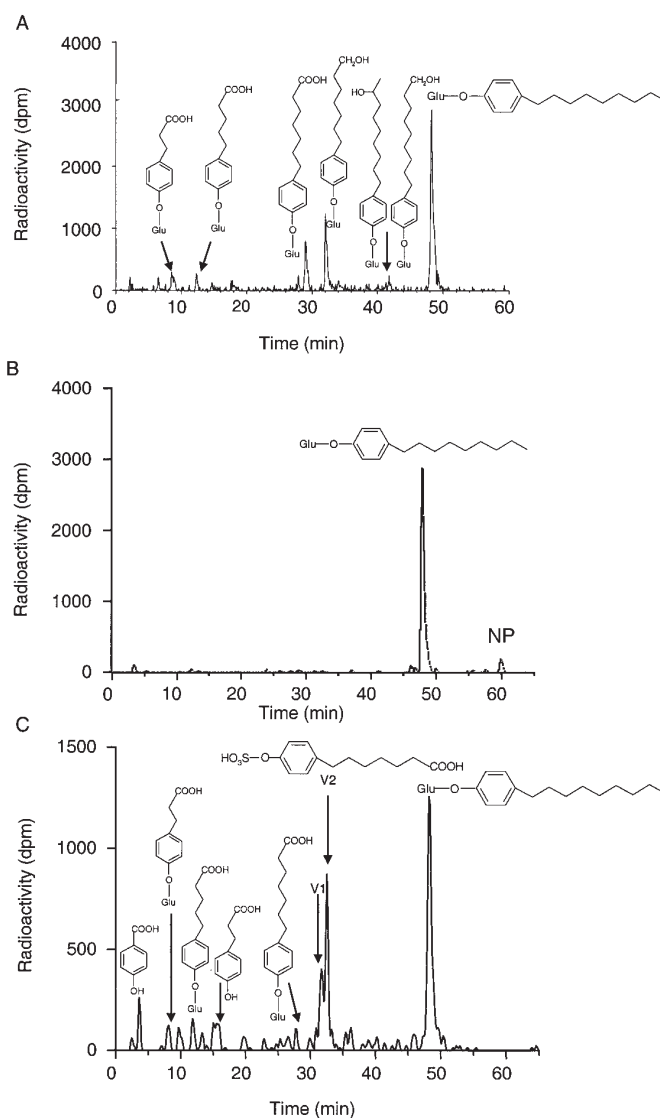 A
Radioactivity (dpm)
4000
3000
2000
1000
0
0 10 20 30 40 50 60
Time (min)
COOH
O
Glu
COOH
O
Glu
COOH
O
Glu
CH2OH
O
Glu
HO
O
Glu
CH2OH
O
Glu
Glu—O
B
Radioactivity (dpm)
4000
3000
2000
1000
0
0 10 20 30 40 50 60
Time (min)
Glu—O
NP
C
Radioactivity (dpm)
1500
1000
500
0
0 10 20 30 40 50 60
Time (min)
COOH
OH
COOH
O
Glu
COOH
O
Glu
COOH
OH
COOH
O
Glu
V1
HO3S O COOH
V2
Glu—O